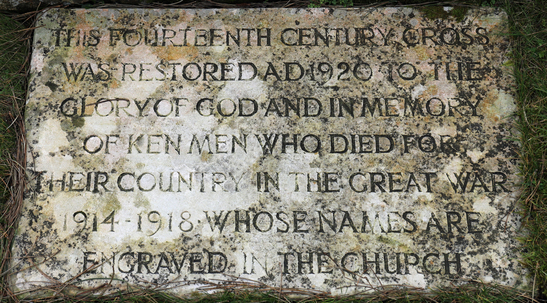 THIS FOURTEENTH CENTURY CROSS
WAS RESTORED A.D. 1920 TO THE
GLORY OF GOD AND IN MEMORY
OF KEN MEN WHO DIED FOR
THEIR COUNTRY IN THE GREAT WAR
1914-1918 WHOSE NAMES ARE
ENGRAVED IN THE CHURCH